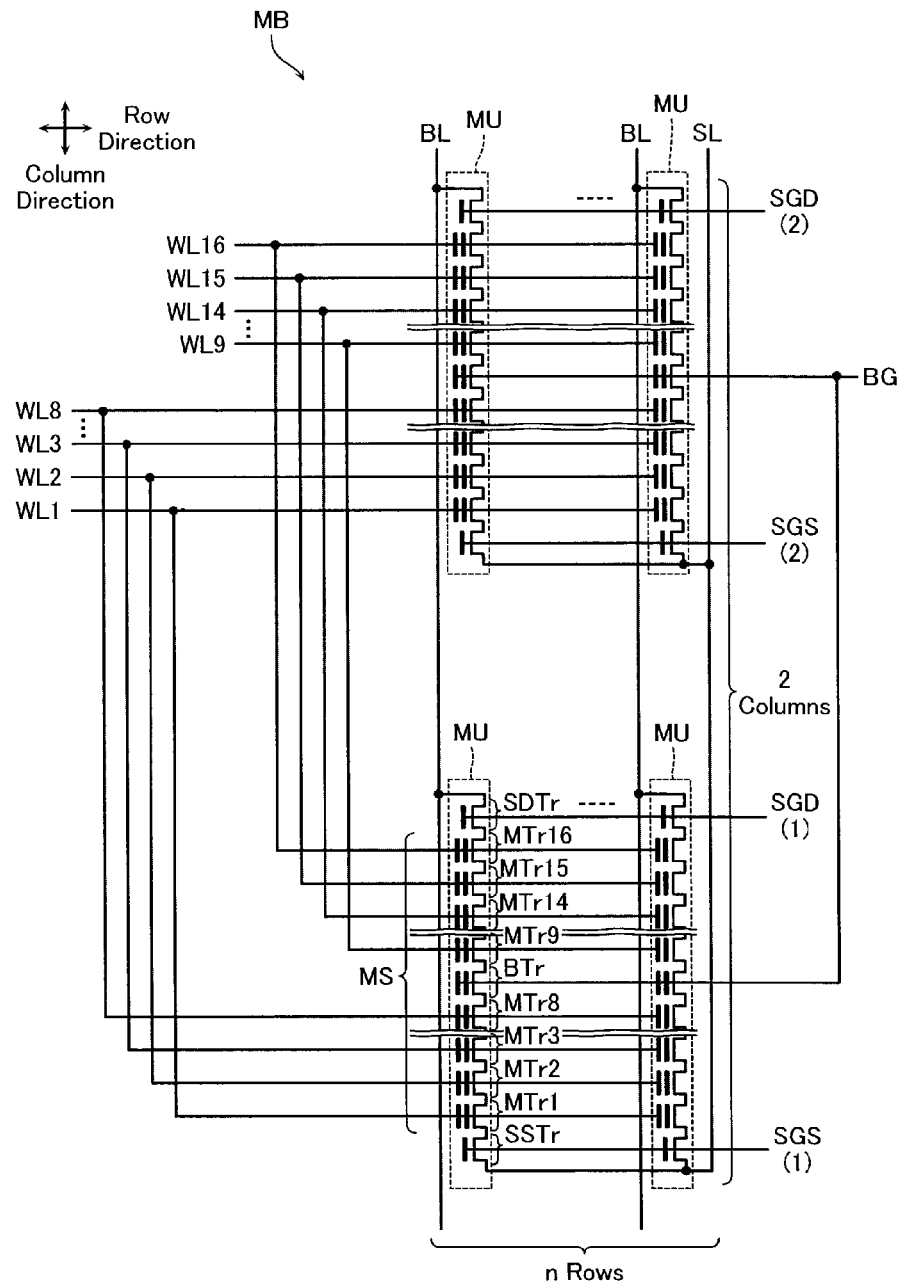 MB
Row
Direction
Column
Direction
BL
MU
BL
MU
SL
SGD
(2)
WL16
WL15
WL14
WL9
BG
WL8
WL3
WL2
WL1
SGS
(2)
2
Columns
MU
MU
SDTr
SGD
(1)
MTr16
MTr15
MTr14
MTr9
MS
BTr
MTr8
MTr3
MTr2
MTr1
SSTr
SGS
(1)
n Rows